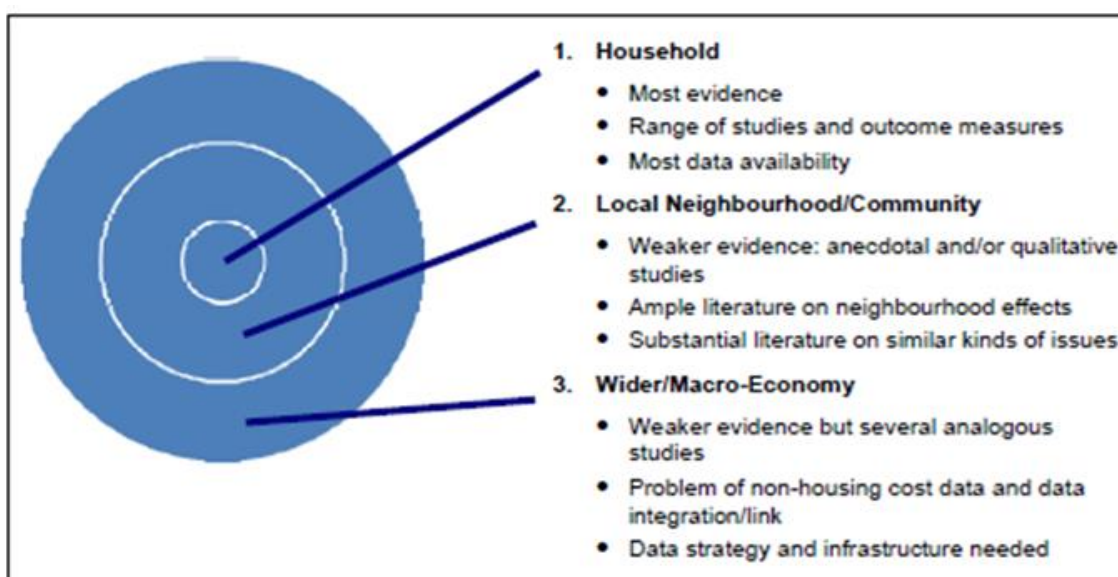 1. Household
• Most evidence
• Range of studies and outcome measures
• Most data availability
2. Local Neighbourhood/Community
• Weaker evidence: anecdotal and/or qualitative
studies
• Ample literature on neighbourhood effects
• Substantial literature on similar kinds of issues
3. Wider/Macro-Economy
• Weaker evidence but several analogous
studies
• Problem of non-housing cost data and data
integration/link
• Data strategy and infrastructure needed